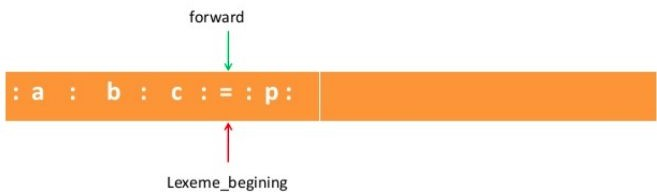 forward
: a : b : c : = : p :
Lexeme_begining